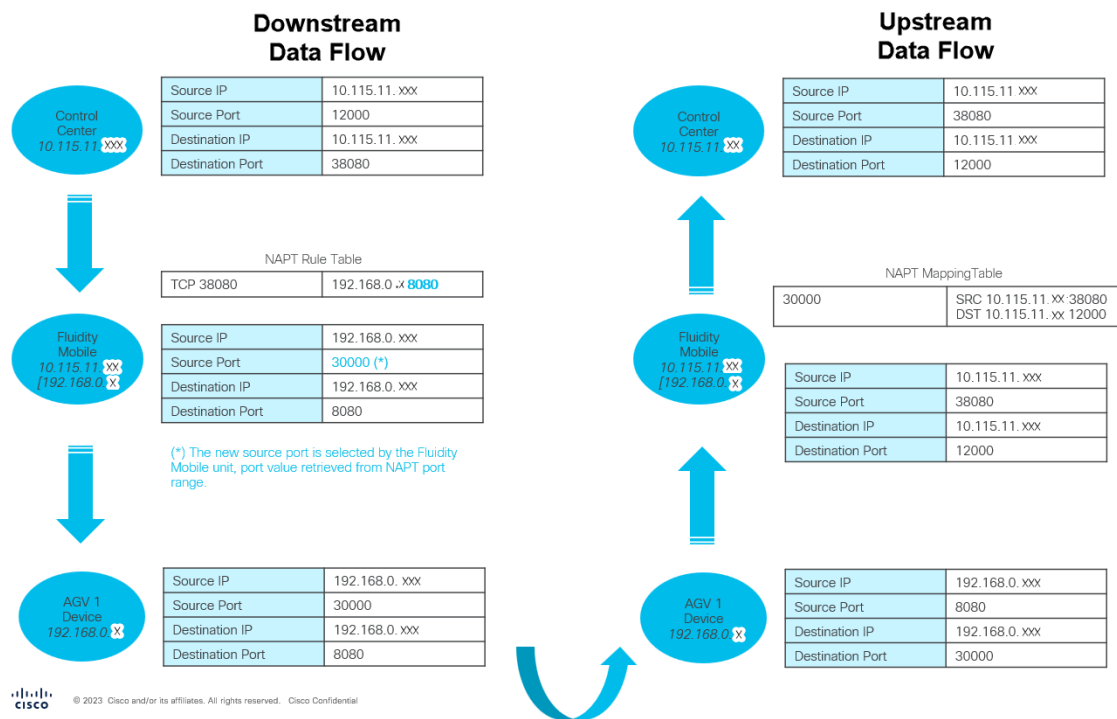 Downstream
Data Flow
Control
Center
10.115.11.XXX
Source IP 10.115.11. XXX
Source Port 12000
Destination IP 10.115.11. XXX
Destination Port 38080
NAPT Rule Table
TCP 38080 192.168.0 .x 8080
Fluidity
Mobile
10.115.11.XX
[192.168.0.X
Source IP 192.168.0. XXX
Source Port 30000 (*)
Destination IP 192.168.0. XXX
Destination Port 8080
(*) The new source port is selected by the Fluidity
Mobile unit, port value retrieved from NAPT port
range.
AGV 1
Device
192.168.0.X
Source IP 192.168.0. XXX
Source Port 30000
Destination IP 192.168.0. XXX
Destination Port 8080
Upstream
Data Flow
Control
Center
10.115.11.XX
Source IP 10.115.11 XXX
Source Port 38080
Destination IP 10.115.11 XXX
Destination Port 12000
NAPT MappingTable
30000 SRC 10.115.11. XX :38080
DST 10.115.11. XX 12000
Fluidity
Mobile
10.115.11.XX
[192.168.0.X
Source IP 10.115.11. XXX
Source Port 38080
Destination IP 10.115.11. XXX
Destination Port 12000
AGV 1
Device
192.168.0.X
Source IP 192.168.0. XXX
Source Port 8080
Destination IP 192.168.0. XXX
Destination Port 30000
CISCO © 2023 Cisco and/or its affiliates. All rights reserved. Cisco Confidential